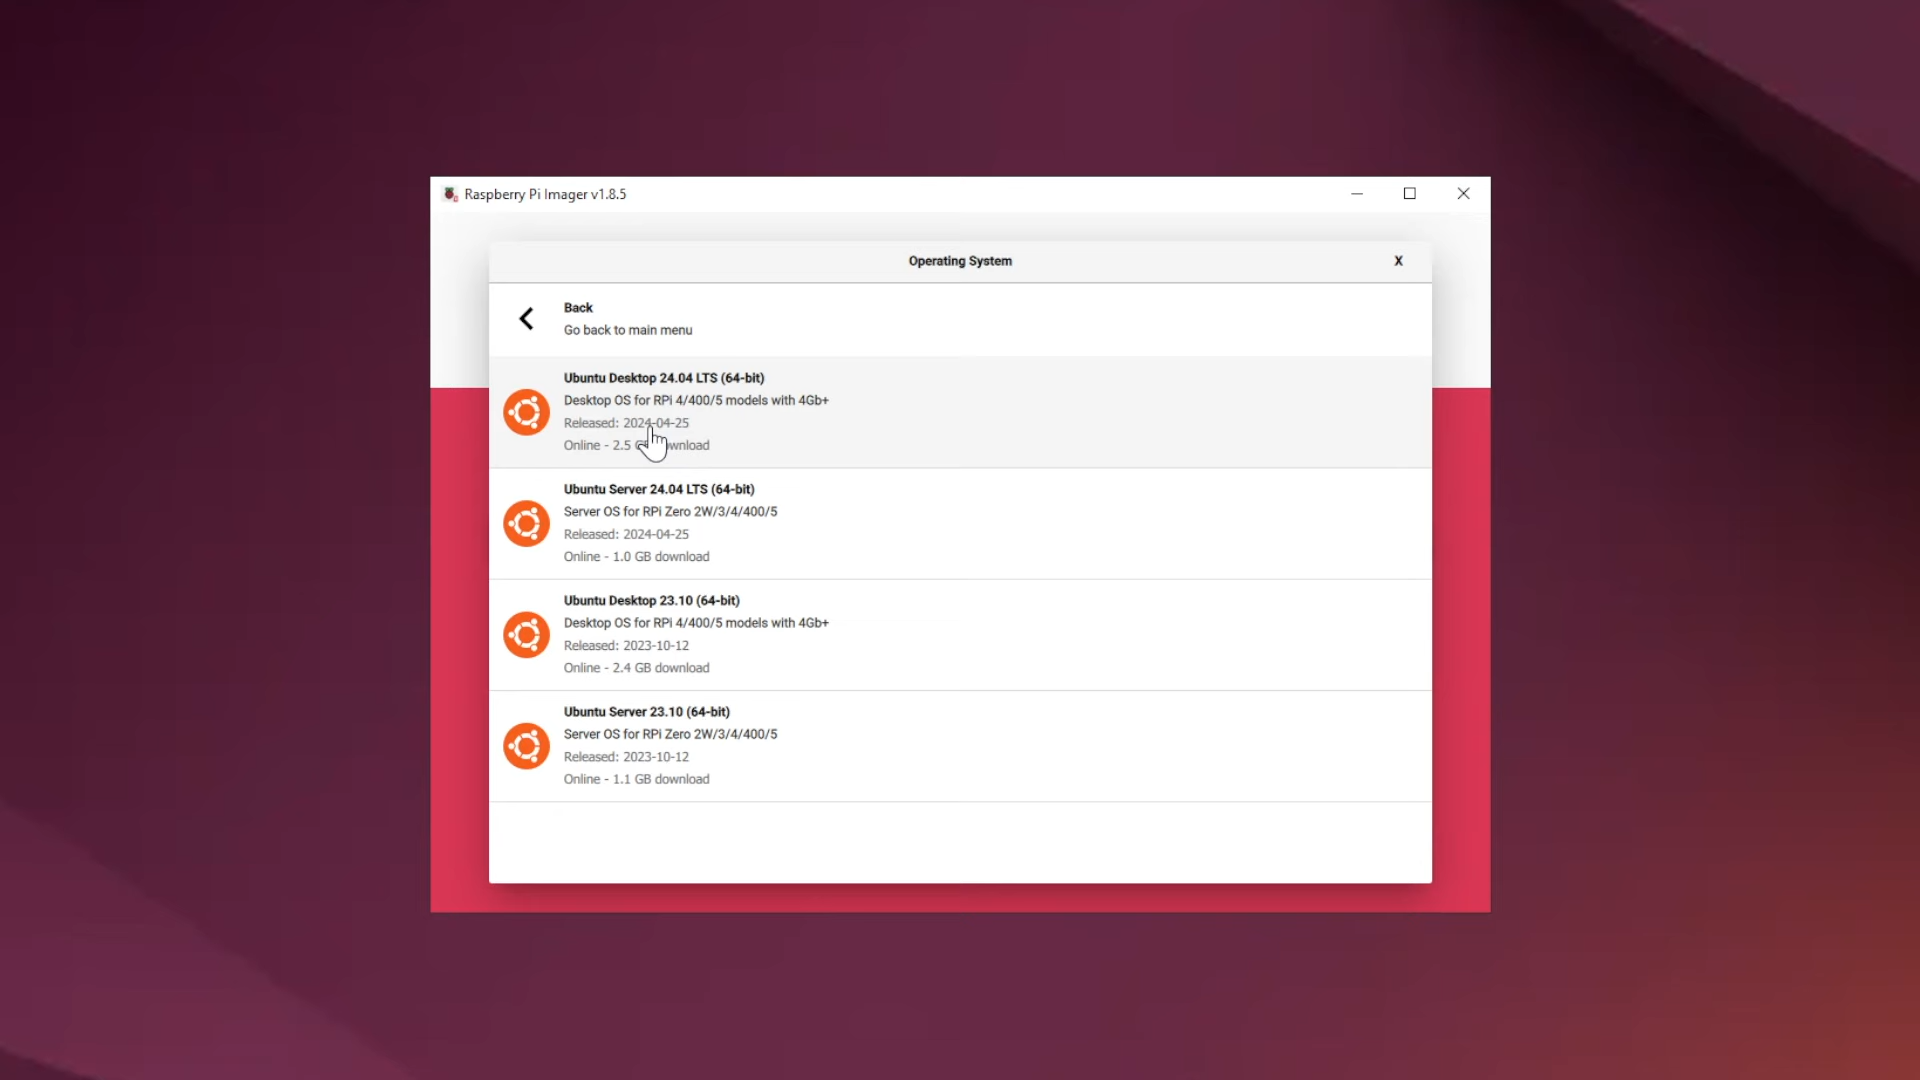 Raspberry Pi Imager v1.8.5
Operating System
X
Back
Go back to main menu
Ubuntu Desktop 24.04 LTS (64-bit)
Desktop OS for RPi 4/400/5 models with 4Gb+
Released: 2024-04-25
Online - 2.5
Ubuntu Server 24.04 LTS (64-bit)
Server OS for RPi Zero 2W/3/4/400/5
Released: 2024-04-25
Online - 1.0 GB download
Ubuntu Desktop 23.10 (64-bit)
Desktop OS for RPi 4/400/5 models with 4Gb+
Released: 2023-10-12
Online - 2.4 GB download
Ubuntu Server 23.10 (64-bit)
Server OS for RPi Zero 2W/3/4/400/5
Released: 2023-10-12
Online - 1.1 GB download